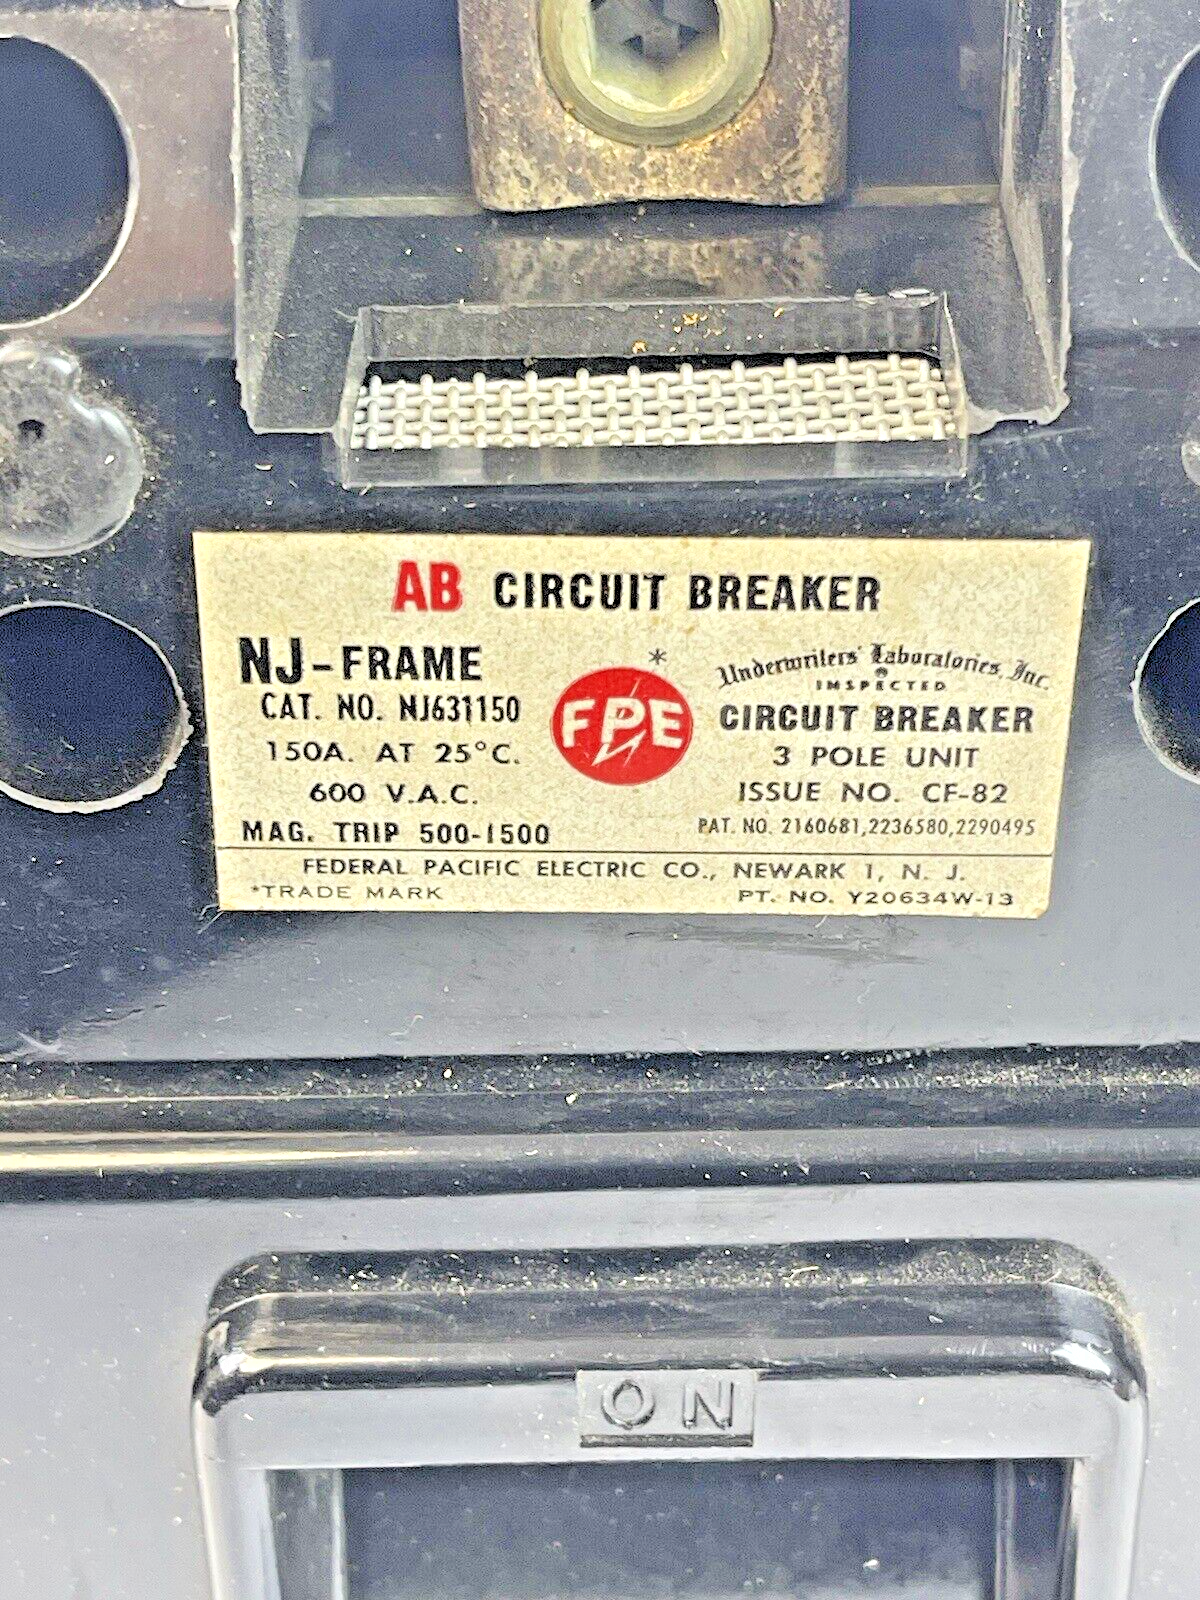 AB CIRCUIT BREAKER
NJ-FRAME
CAT. NO. NJ631150
150A. AT 25°C.
600 V.A.C.
MAG. TRIP 500-1500
*
FPE
Underwriters' Laboratories, Inc.
INSPECTED
CIRCUIT BREAKER
3 POLE UNIT
ISSUE NO. CF-82
PAT. NO. 2160681,2236580,2290495
FEDERAL PACIFIC ELECTRIC CO., NEWARK 1, N. J.
*TRADE MARK
PT. NO. Y20634W-13
ON